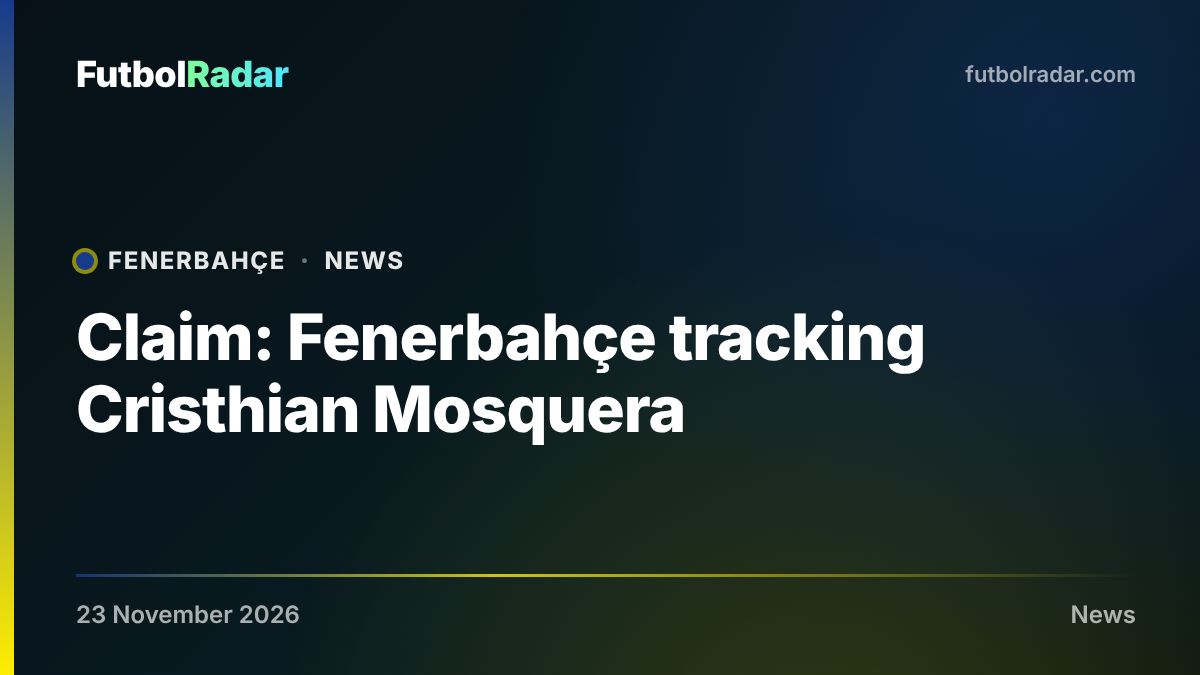 FutbolRadar
futbolradar.com
FENERBAHÇE · NEWS
Claim: Fenerbahçe tracking
Cristhian Mosquera
23 November 2026
News